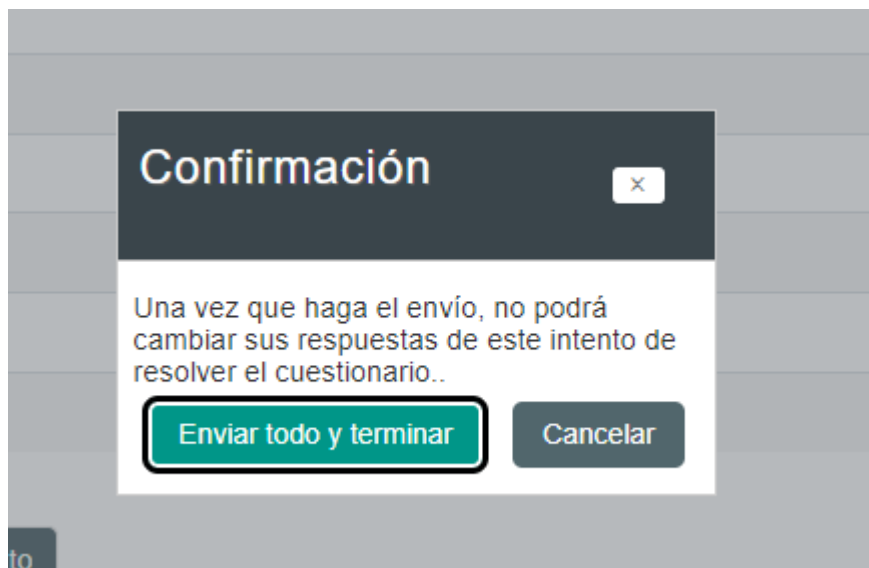 Confirmación
×
Una vez que haga el envío, no podrá
cambiar sus respuestas de este intento de
resolver el cuestionario..
Enviar todo y terminar
Cancelar
to